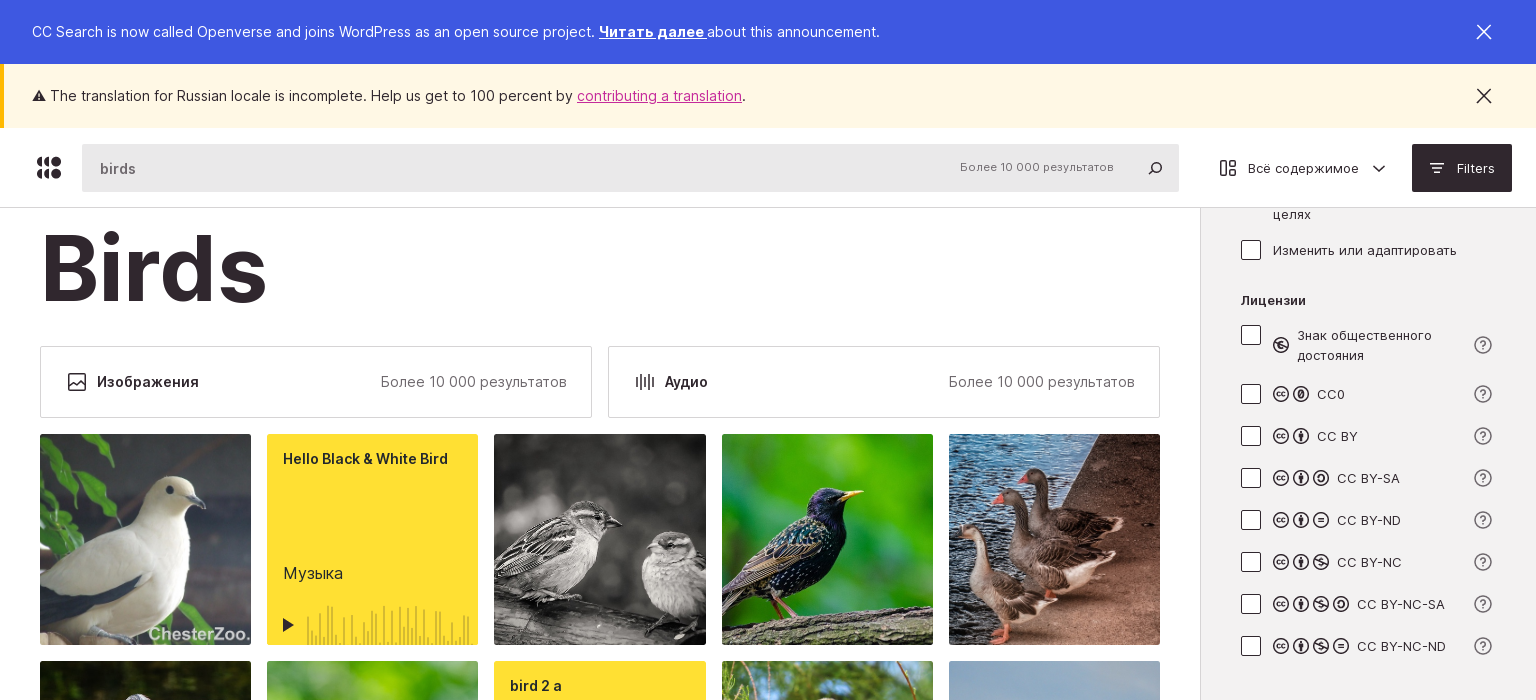 CC Search is now called Openverse and joins WordPress as an open source project. Читать далее about this announcement.
The translation for Russian locale is incomplete. Help us get to 100 percent by contributing a translation.
birds
Более 10 000 результатов
Всё содержимое
Filters
целях
Изменить или адаптировать
Birds
Лицензии
Знак общественного
достояния
CC0
CC BY
CC BY-SA
CC BY-ND
CC BY-NC
CC BY-NC-SA
CC BY-NC-ND
Изображения
Более 10 000 результатов
Аудио
Более 10 000 результатов
Hello Black & White Bird
Музыка
ChesterZoo.
bird 2 a